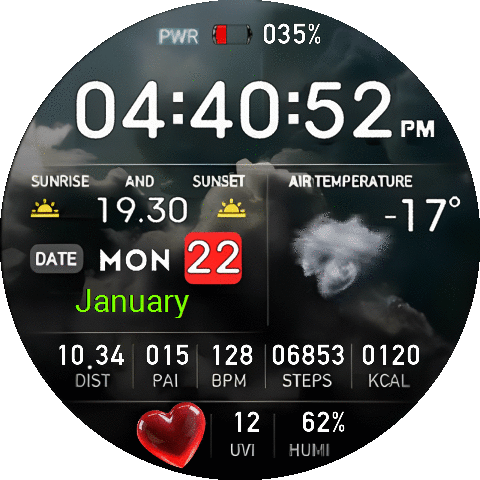 PWR 035%
04:40:52 PM
SUNRISE AND SUNSET
19.30
AIR TEMPERATURE
-17°
DATE MON 22
January
10.34 015 128 06853 0120
DIST PAI BPM STEPS KCAL
12 62%
UVI HUMI